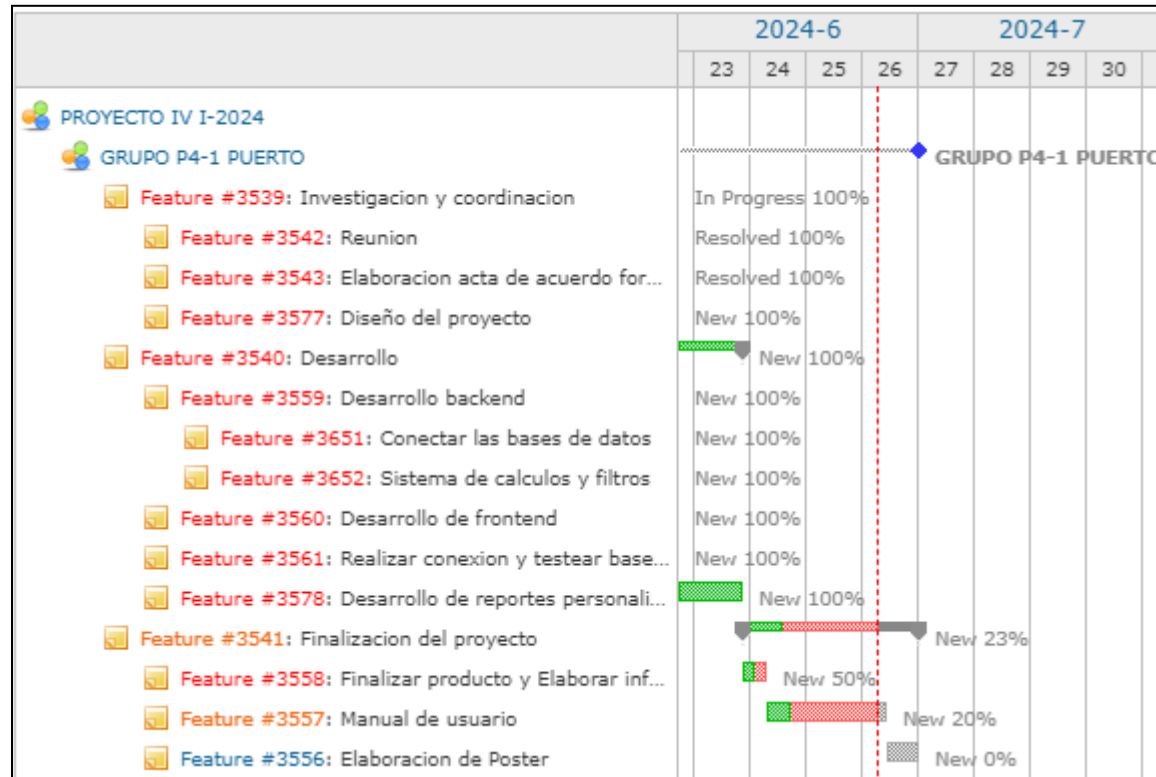 2024-6 2024-7
23 24 25 26 27 28 29 30
PROYECTO IV I-2024
GRUPO P4-1 PUERTO GRUPO P4-1 PUERTO
Feature #3539: Investigacion y coordinacion In Progress 100%
Feature #3542: Reunion Resolved 100%
Feature #3543: Elaboracion acta de acuerdo for... Resolved 100%
Feature #3577: Diseño del proyecto New 100%
Feature #3540: Desarrollo New 100%
Feature #3559: Desarrollo backend New 100%
Feature #3651: Conectar las bases de datos New 100%
Feature #3652: Sistema de calculos y filtros New 100%
Feature #3560: Desarrollo de frontend New 100%
Feature #3561: Realizar conexion y testear base... New 100%
Feature #3578: Desarrollo de reportes personali... New 100%
Feature #3541: Finalizacion del proyecto New 23%
Feature #3558: Finalizar producto y Elaborar inf... New 50%
Feature #3557: Manual de usuario New 20%
Feature #3556: Elaboracion de Poster New 0%